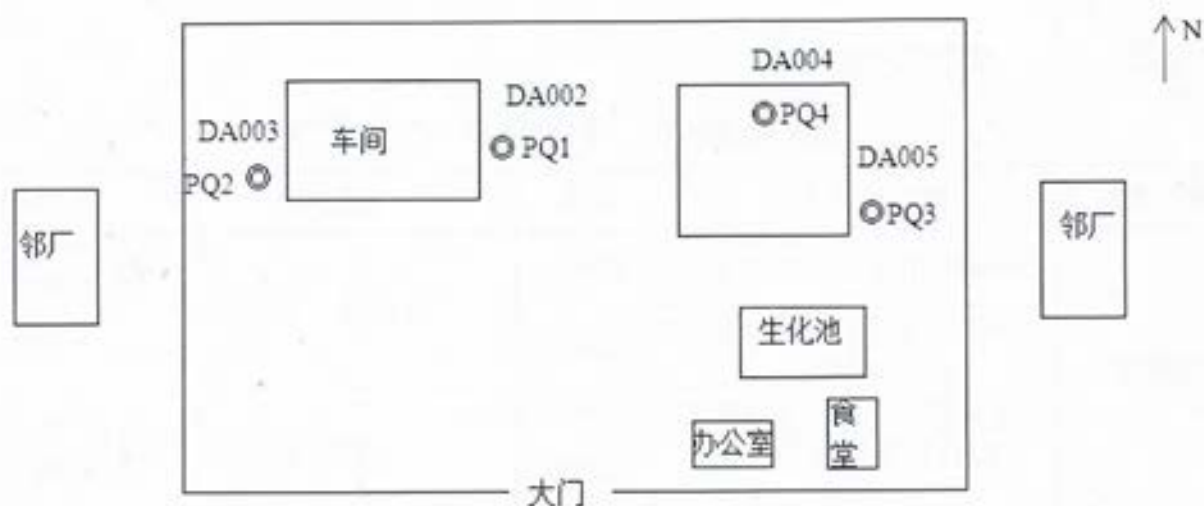 N
DA004
DA002
◎PQ4
DA003
车间
◎PQ1
DA005
PQ2 ◎
◎PQ3
邻厂
邻厂
生化池
食堂
办公室
大门